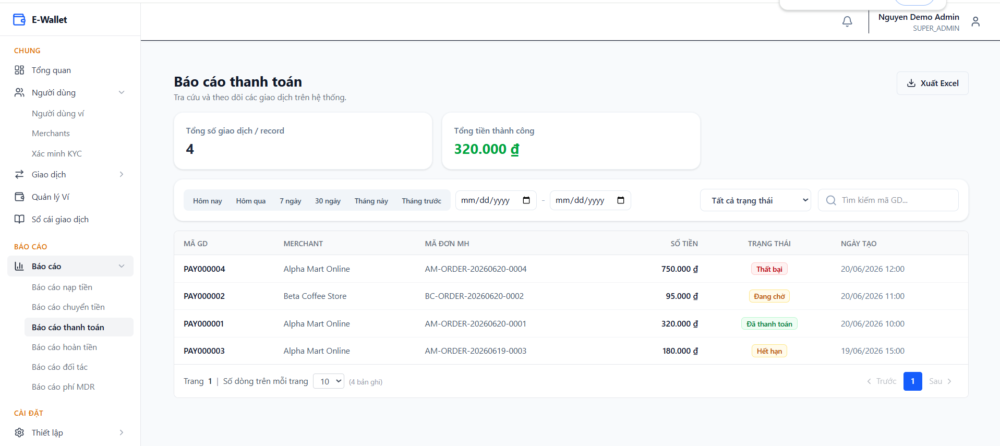 E-Wallet
Nguyen Demo Admin
SUPER_ADMIN
CHUNG
Tổng quan
Người dùng
Người dùng ví
Merchants
Xác minh KYC
Giao dịch
Quản lý Ví
Sổ cái giao dịch
BÁO CÁO
Báo cáo
Báo cáo nạp tiền
Báo cáo chuyển tiền
Báo cáo thanh toán
Báo cáo hoàn tiền
Báo cáo đối tác
Báo cáo phí MDR
CÀI ĐẶT
Thiết lập
Báo cáo thanh toán
Tra cứu và theo dõi các giao dịch trên hệ thống.
Xuất Excel
Tổng số giao dịch / record
4
Tổng tiền thành công
320.000 ₫
Hôm nay Hôm qua 7 ngày 30 ngày Tháng này Tháng trước mm/dd/yyyy - mm/dd/yyyy Tất cả trạng thái Tìm kiếm mã GD...
MÃ GD MERCHANT MÃ ĐƠN MH SỐ TIỀN TRẠNG THÁI NGÀY TẠO
PAY000004 Alpha Mart Online AM-ORDER-20260620-0004 750.000 ₫ Thất bại 20/06/2026 12:00
PAY000002 Beta Coffee Store BC-ORDER-20260620-0002 95.000 ₫ Đang chờ 20/06/2026 11:00
PAY000001 Alpha Mart Online AM-ORDER-20260620-0001 320.000 ₫ Đã thanh toán 20/06/2026 10:00
PAY000003 Alpha Mart Online AM-ORDER-20260619-0003 180.000 ₫ Hết hạn 19/06/2026 15:00
Trang 1 | Số dòng trên mỗi trang 10 (4 bản ghi) Trước 1 Sau